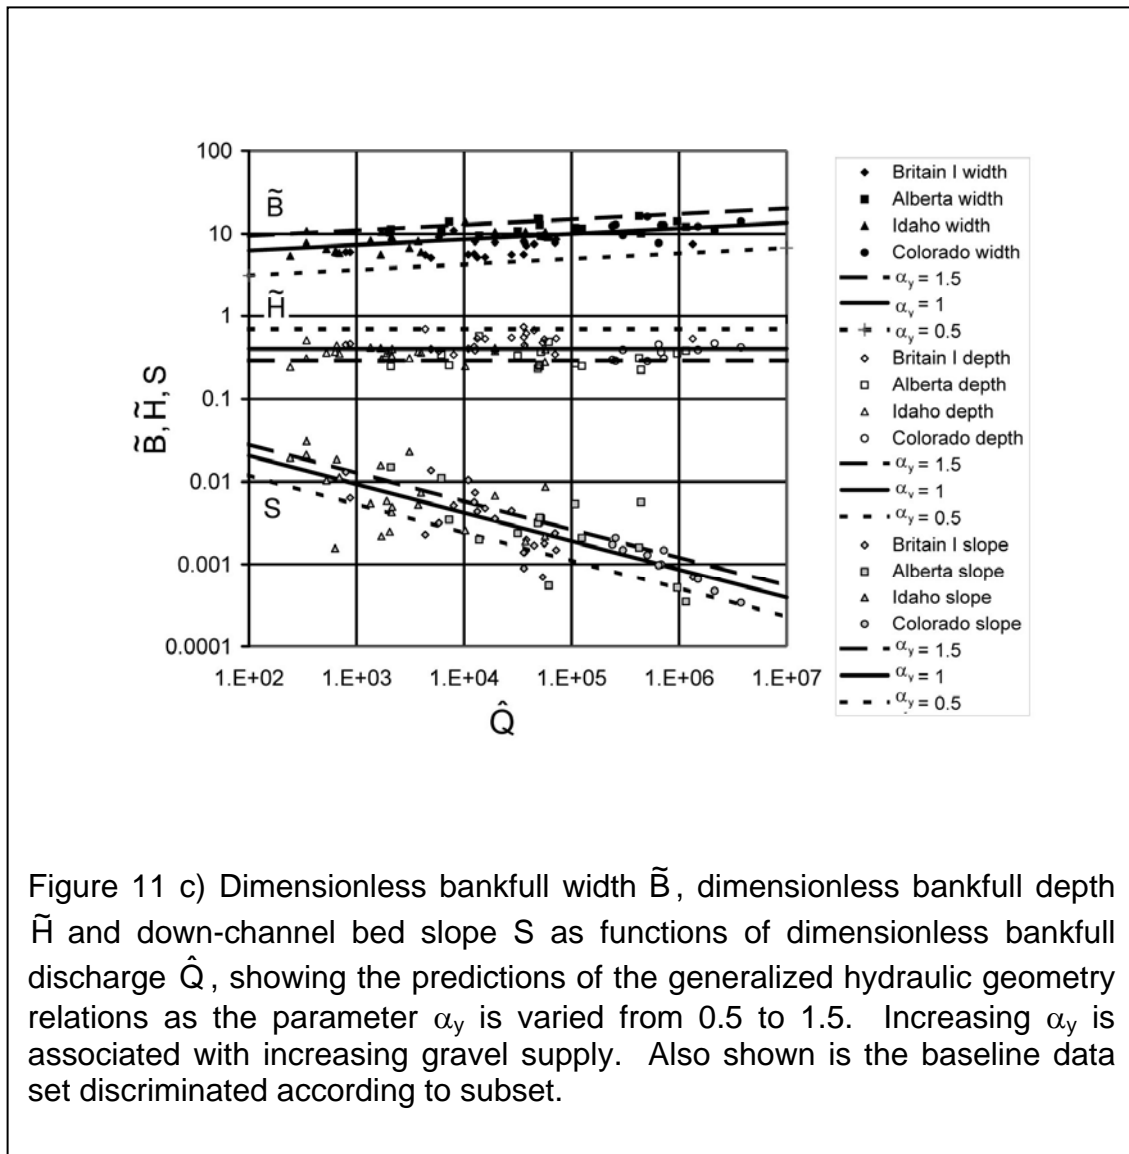 100
10
1
0.1
0.01
0.001
0.0001
B̃
H̃
S
B̃, H̃, S
1.E+02 1.E+03 1.E+04 1.E+05 1.E+06 1.E+07
Q̂
Britain I width
Alberta width
Idaho width
Colorado width
αy = 1.5
αy = 1
αy = 0.5
Britain I depth
Alberta depth
Idaho depth
Colorado depth
αy = 1.5
αy = 1
αy = 0.5
Britain I slope
Alberta slope
Idaho slope
Colorado slope
αy = 1.5
αy = 1
αy = 0.5
Figure 11 c) Dimensionless bankfull width B̃, dimensionless bankfull depth
H̃ and down-channel bed slope S as functions of dimensionless bankfull
discharge Q̂, showing the predictions of the generalized hydraulic geometry
relations as the parameter αy is varied from 0.5 to 1.5. Increasing αy is
associated with increasing gravel supply. Also shown is the baseline data
set discriminated according to subset.